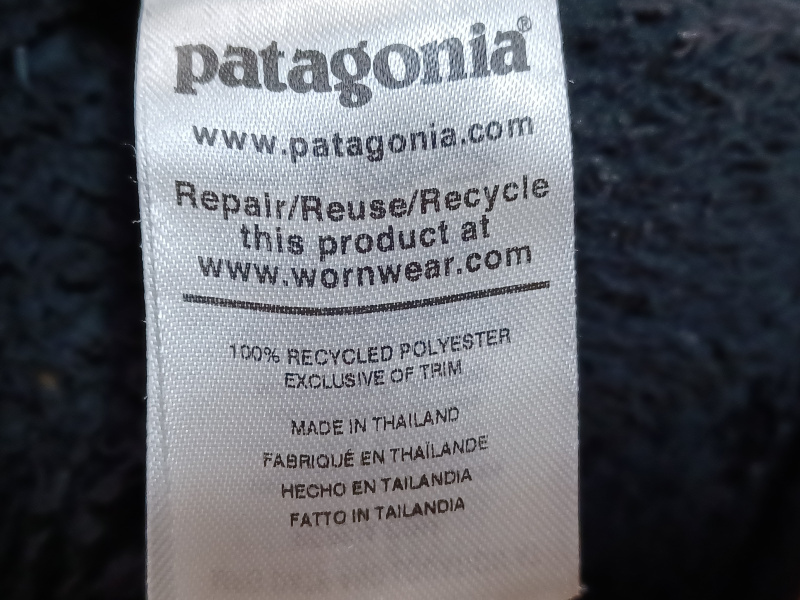 patagonia®
www.patagonia.com
Repair/Reuse/Recycle
this product at
www.wornwear.com
100% RECYCLED POLYESTER
EXCLUSIVE OF TRIM
MADE IN THAILAND
FABRIQUÉ EN THAÏLANDE
HECHO EN TAILANDIA
FATTO IN TAILANDIA